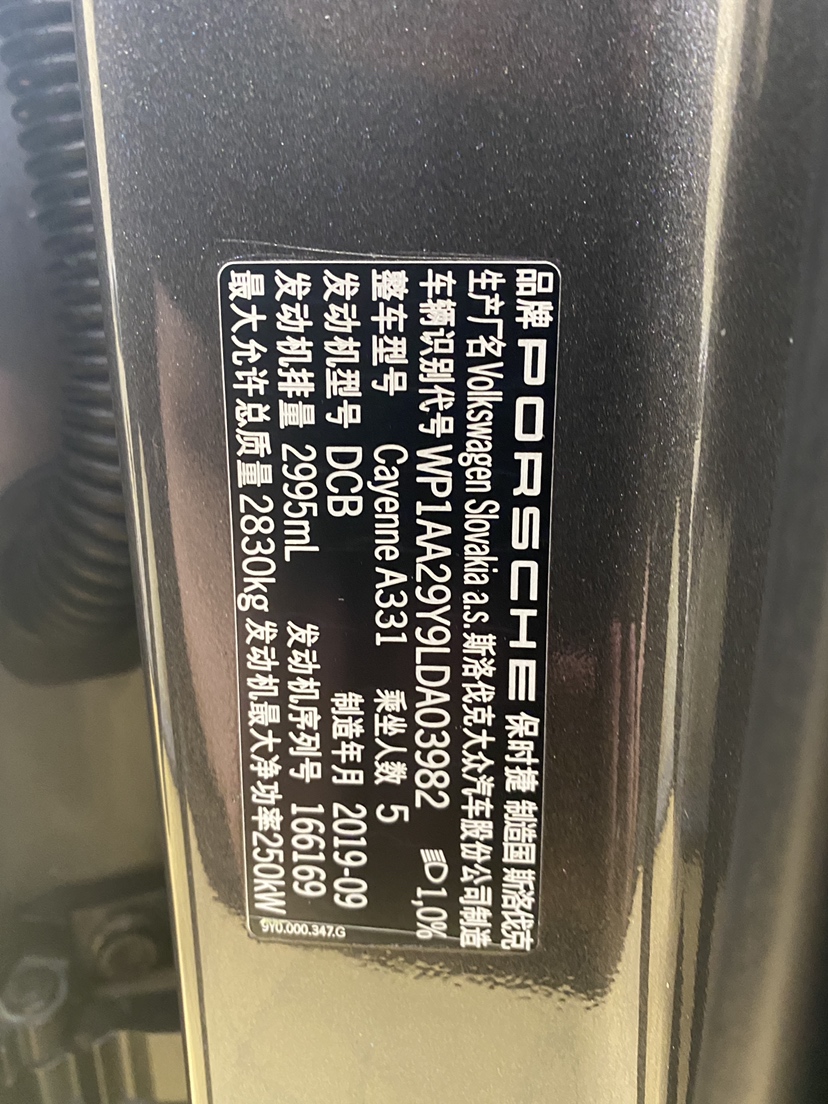 品牌 PORSCHE 保时捷 制造国 斯洛伐克
生产厂名 Volkswagen Slovakia a.s.斯洛伐克大众汽车股份公司制造
车辆识别代号 WP1AA29Y9LDA03982 1,0%
整车型号 Cayenne A331 乘坐人数 5
发动机型号 DCB 制造年月 2019-09
发动机排量 2995mL 发动机序列号 166169
最大允许总质量 2830kg 发动机最大净功率250kW
9Y0.000.347.G